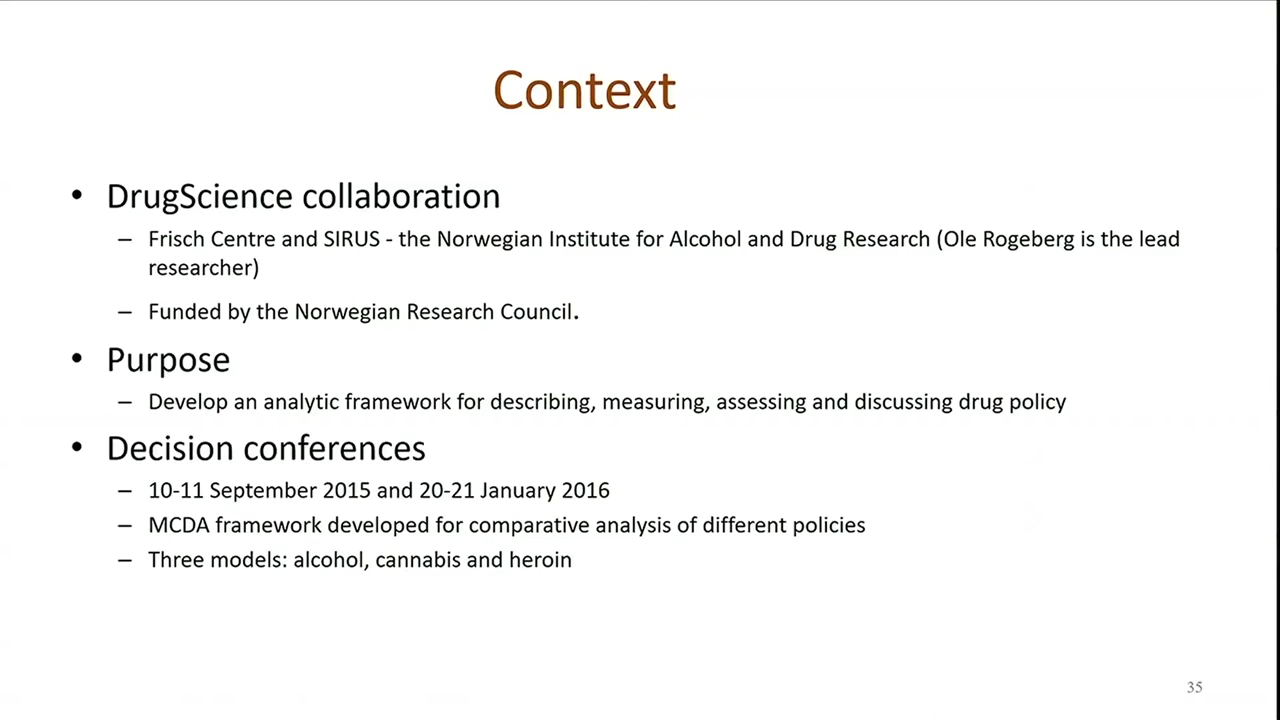 Context
• DrugScience collaboration
– Frisch Centre and SIRUS - the Norwegian Institute for Alcohol and Drug Research (Ole Rogeberg is the lead
researcher)
– Funded by the Norwegian Research Council.
• Purpose
– Develop an analytic framework for describing, measuring, assessing and discussing drug policy
• Decision conferences
– 10-11 September 2015 and 20-21 January 2016
– MCDA framework developed for comparative analysis of different policies
– Three models: alcohol, cannabis and heroin
35